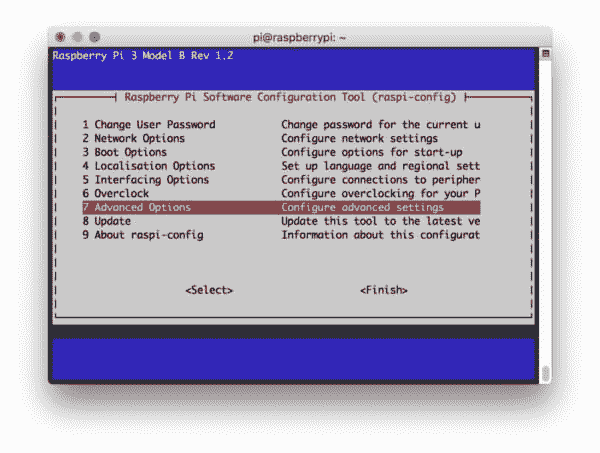 pi@raspberrypi: ~
Raspberry Pi 3 Model B Rev 1.2
Raspberry Pi Software Configuration Tool (raspi-config)
1 Change User Password Change password for the current u
2 Network Options Configure network settings
3 Boot Options Configure options for start-up
4 Localisation Options Set up language and regional sett
5 Interfacing Options Configure connections to peripher
6 Overclock Configure overclocking for your P
7 Advanced Options Configure advanced settings
8 Update Update this tool to the latest ve
9 About raspi-config Information about this configurat
<Select> <Finish>